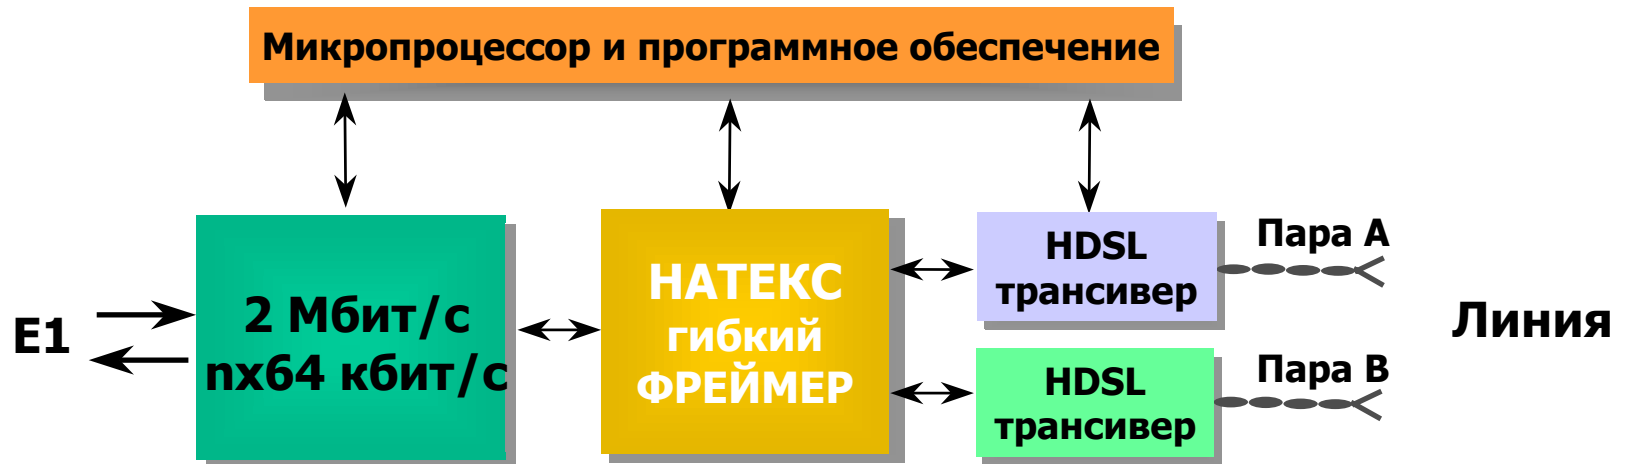 Микропроцессор и программное обеспечение
E1
2 Мбит/с
nx64 кбит/с
НАТЕКС
гибкий
ФРЕЙМЕР
HDSL
трансивер
Пара А
HDSL
трансивер
Пара В
Линия